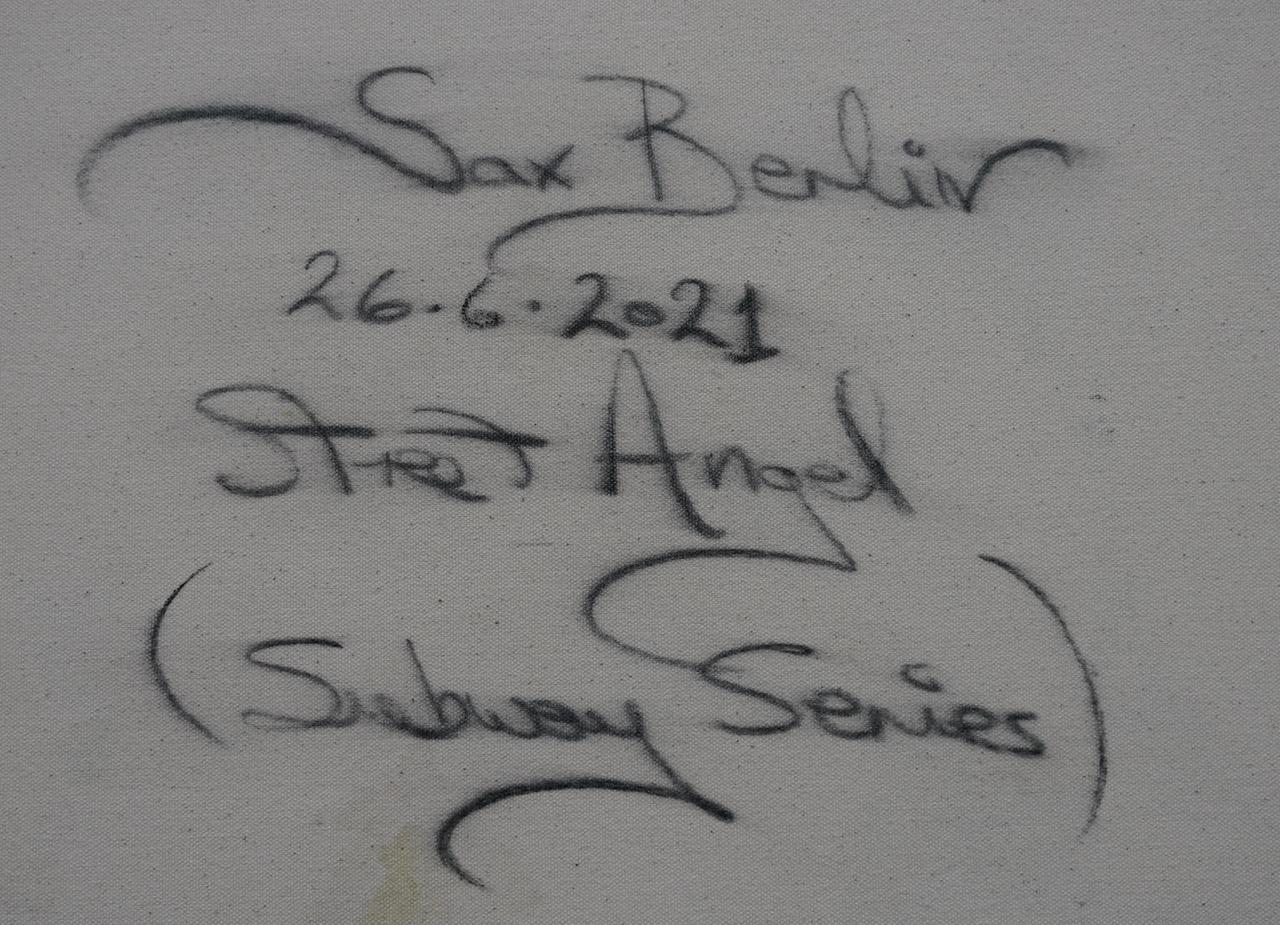 Sax Berlin
26.6.2021
Street Angel
(Subway Series)